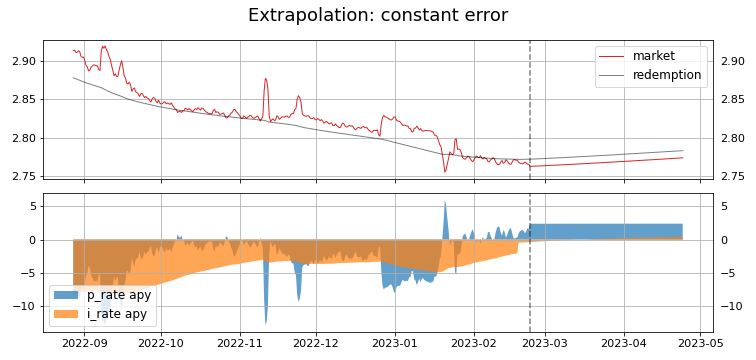 Extrapolation: constant error
2.90
2.85
2.80
2.75
market
redemption
2.90
2.85
2.80
2.75
5
0
−5
−10
p_rate apy
i_rate apy
5
0
−5
−10
2022-09 2022-10 2022-11 2022-12 2023-01 2023-02 2023-03 2023-04 2023-05